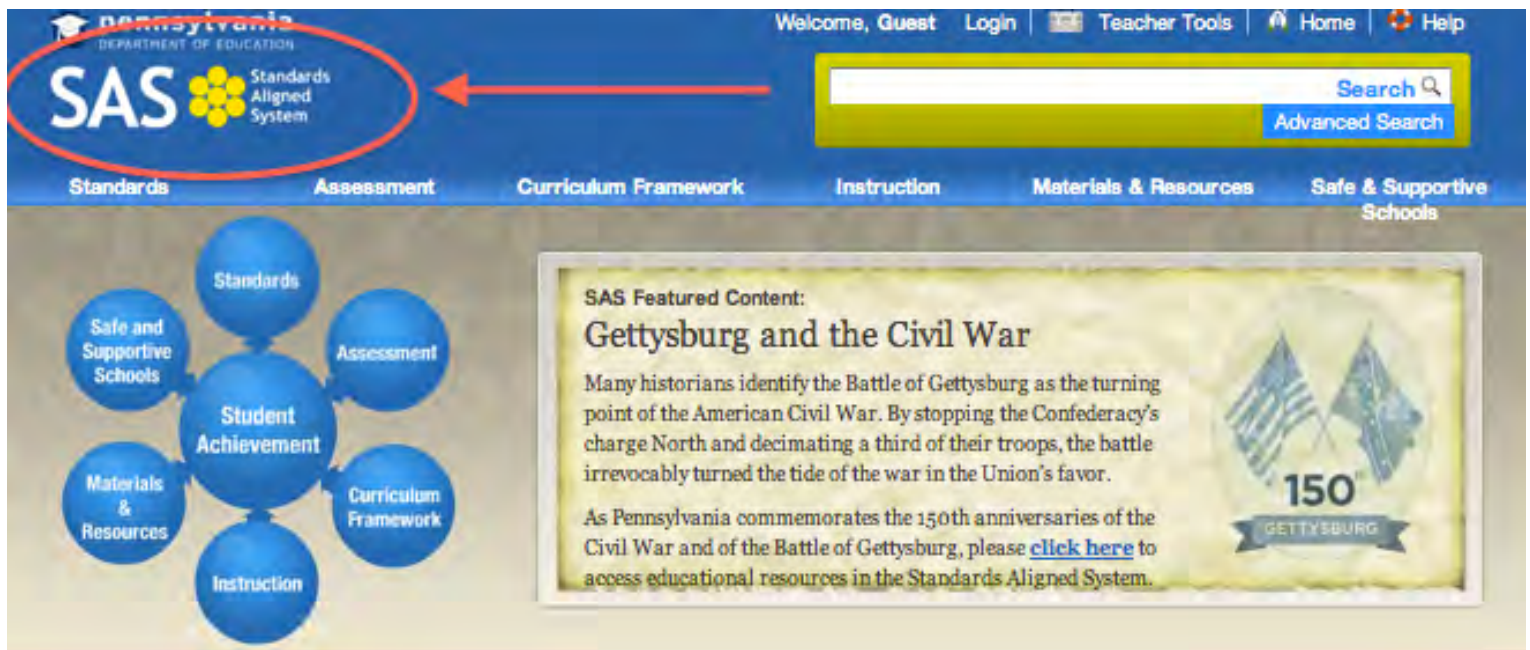 pennsylvania
DEPARTMENT OF EDUCATION
Welcome, Guest Login | Teacher Tools | Home | Help
SAS Standards
Aligned
System
Search
Advanced Search
Standards Assessment Curriculum Framework Instruction Materials & Resources Safe & Supportive
Schools
Standards
Safe and
Supportive
Schools
Assessment
Student
Achievement
Materials
&
Resources
Curriculum
Framework
Instruction
SAS Featured Content:
Gettysburg and the Civil War
Many historians identify the Battle of Gettysburg as the turning
point of the American Civil War. By stopping the Confederacy's
charge North and decimating a third of their troops, the battle
irrevocably turned the tide of the war in the Union's favor.
As Pennsylvania commemorates the 150th anniversaries of the
Civil War and of the Battle of Gettysburg, please click here to
access educational resources in the Standards Aligned System.
150
GETTYSBURG